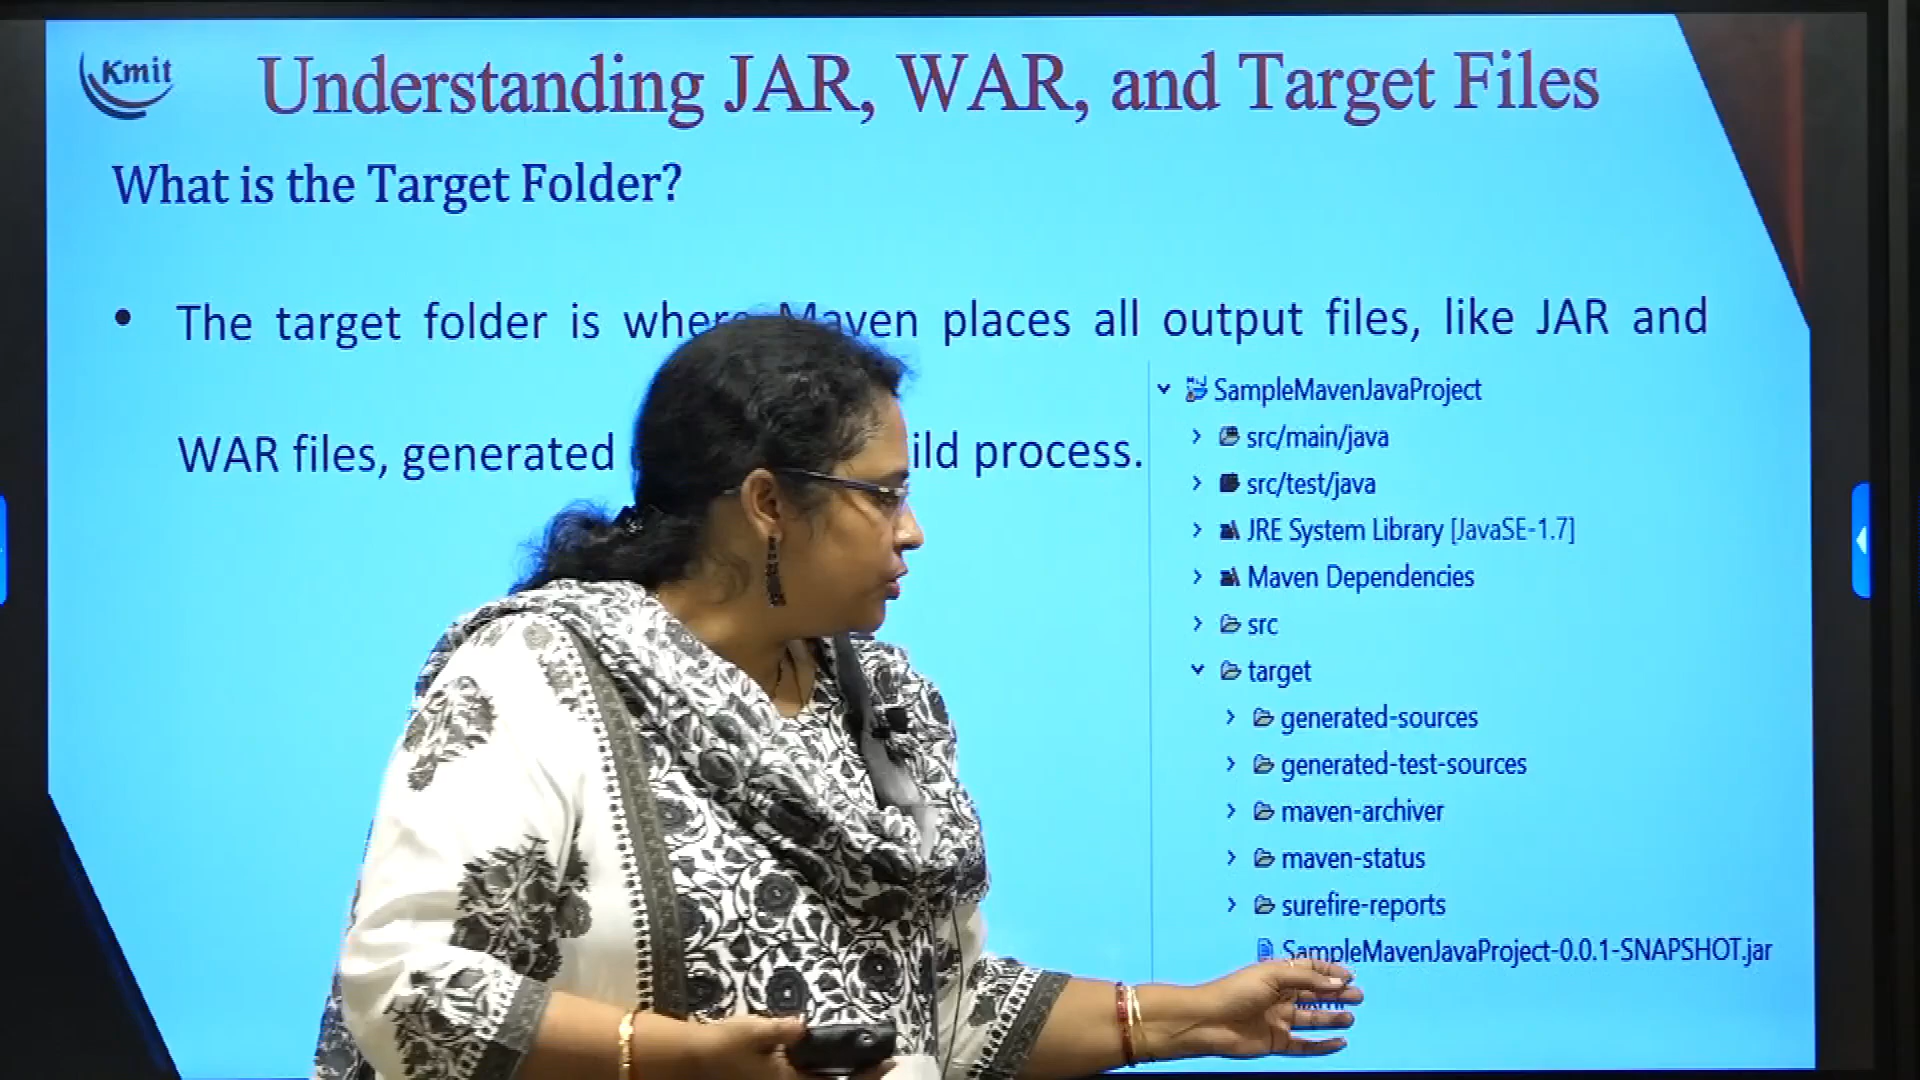 Kmit
Understanding JAR, WAR, and Target Files
What is the Target Folder?
• The target folder is where Maven places all output files, like JAR and
WAR files, generated ild process.
SampleMavenJavaProject
src/main/java
src/test/java
JRE System Library [JavaSE-1.7]
Maven Dependencies
src
target
generated-sources
generated-test-sources
maven-archiver
maven-status
surefire-reports
SampleMavenJavaProject-0.0.1-SNAPSHOT.jar